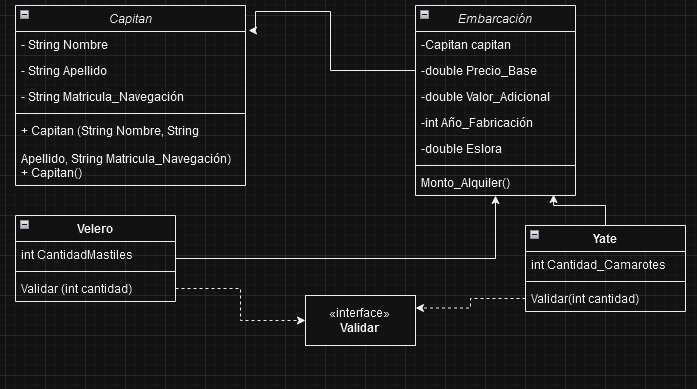 Capitan
- String Nombre
- String Apellido
- String Matricula_Navegación
+ Capitan (String Nombre, String
Apellido, String Matricula_Navegación)
+ Capitan()
Embarcación
-Capitan capitan
-double Precio_Base
-double Valor_Adicional
-int Año_Fabricación
-double Eslora
Monto_Alquiler()
Velero
int CantidadMastiles
Validar (int cantidad)
Yate
int Cantidad_Camarotes
Validar(int cantidad)
«interface»
Validar